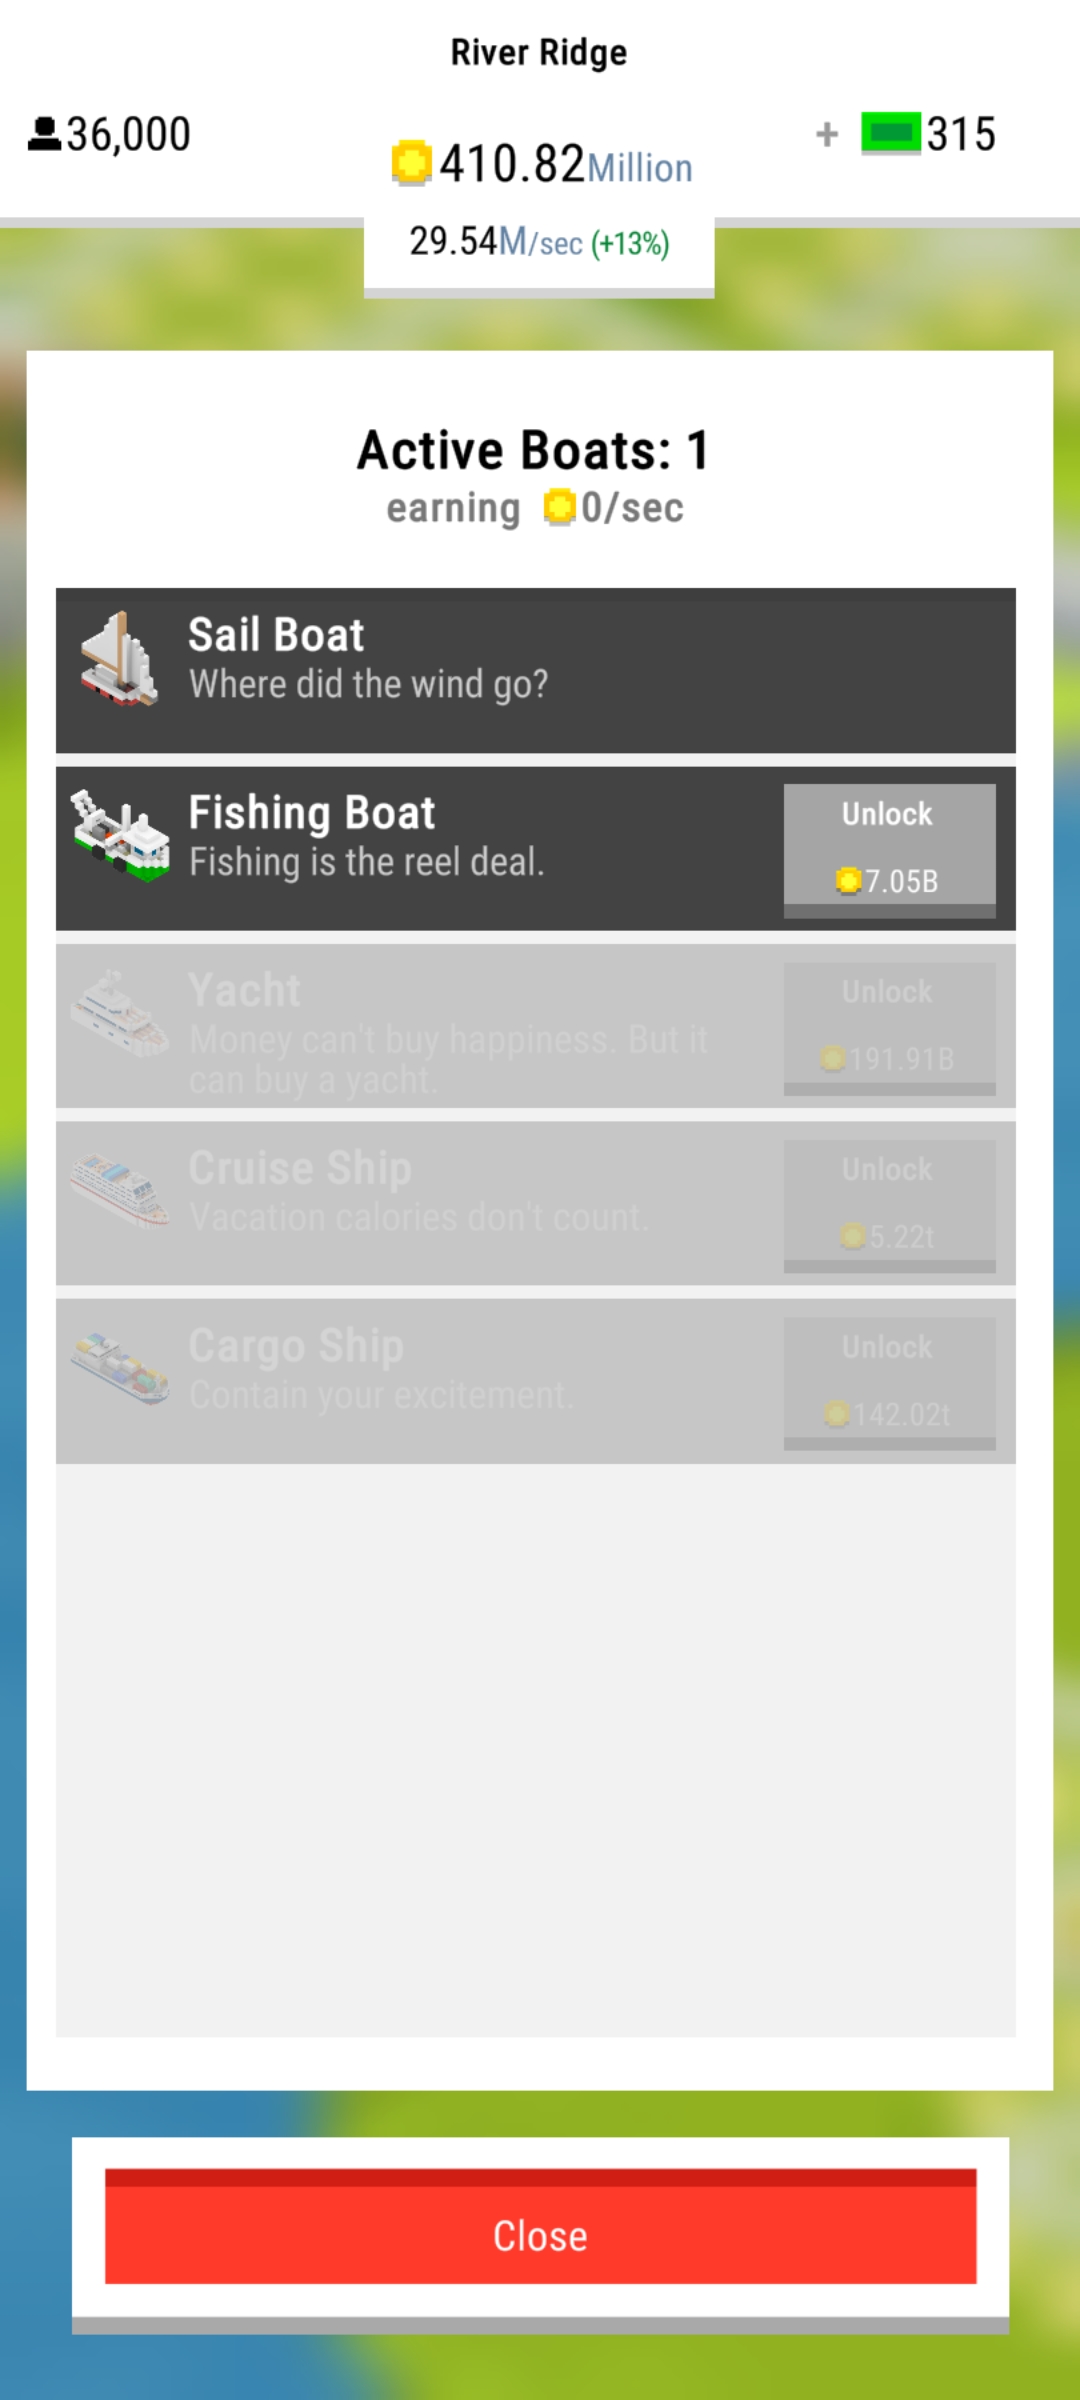 River Ridge
36,000
410.82Million
+ 315
29.54M/sec (+13%)
Active Boats: 1
earning 0/sec
Sail Boat
Where did the wind go?
Fishing Boat
Fishing is the reel deal.
Unlock
7.05B
Yacht
Money can't buy happiness. But it
can buy a yacht.
Unlock
191.91B
Cruise Ship
Vacation calories don't count.
Unlock
5.22t
Cargo Ship
Contain your excitement.
Unlock
142.02t
Close